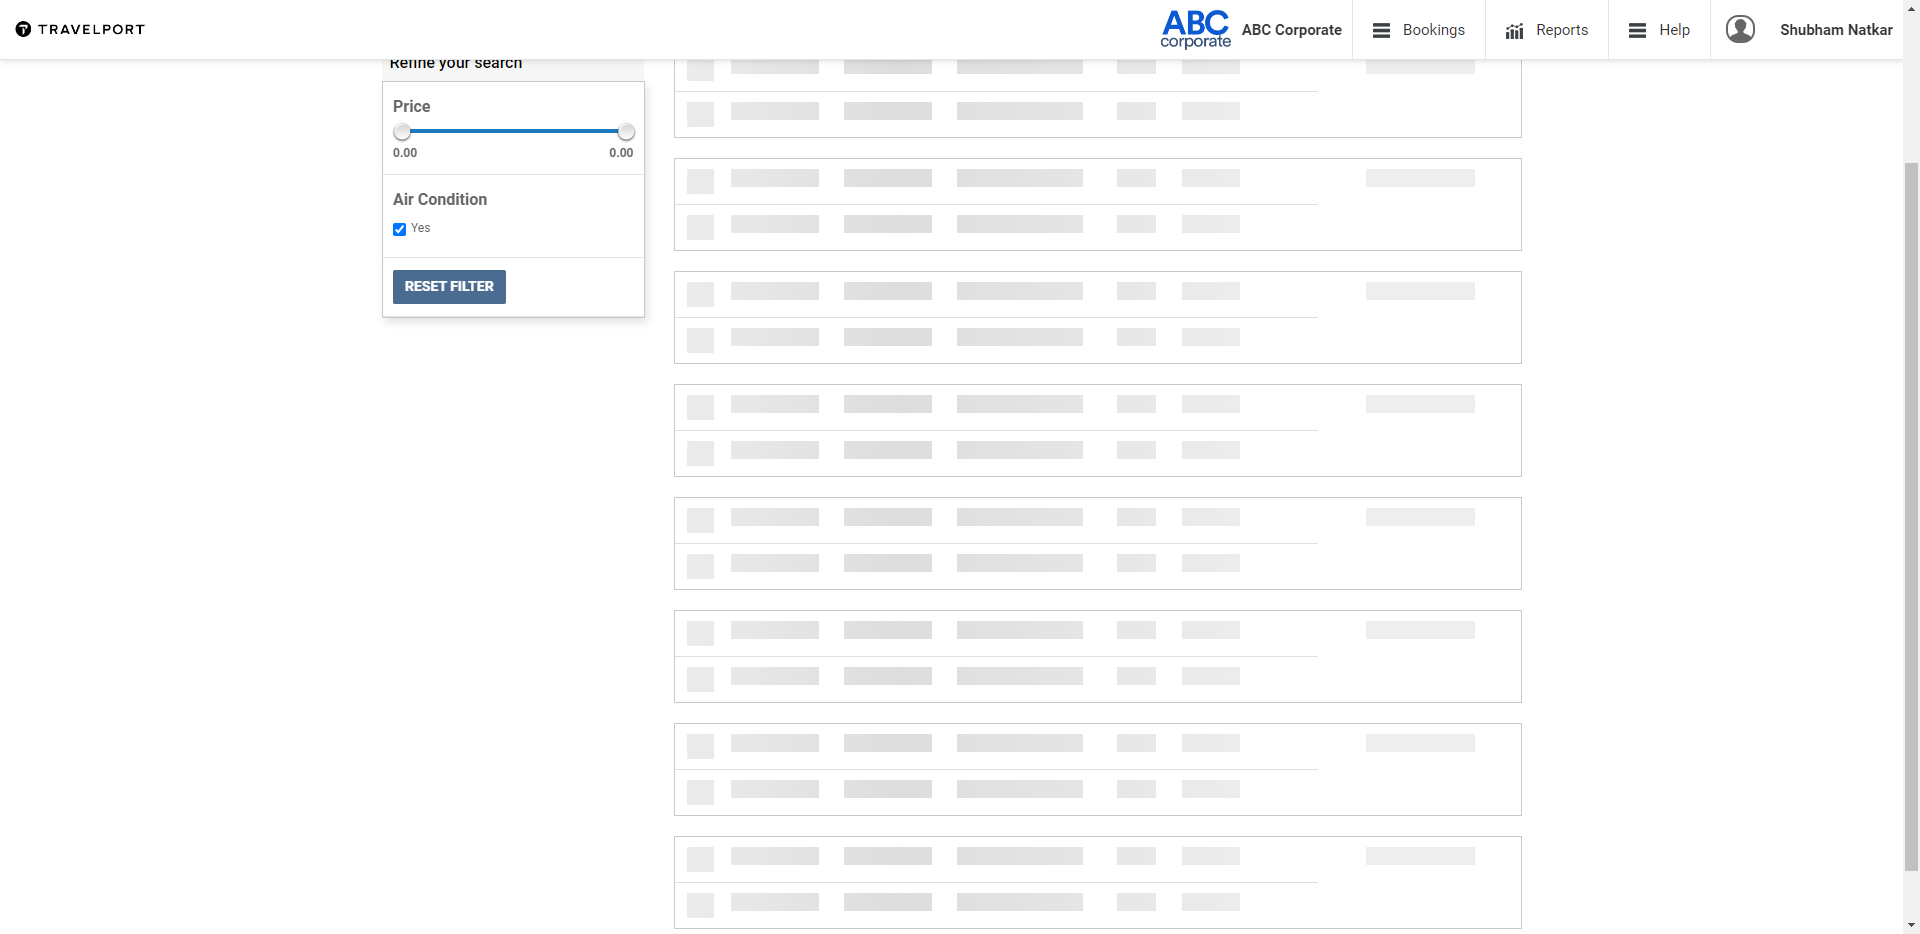 TRAVELPORT
ABC
corporate
ABC Corporate
Bookings
Reports
Help
Shubham Natkar
Refine your search
Price
0.00
0.00
Air Condition
Yes
RESET FILTER